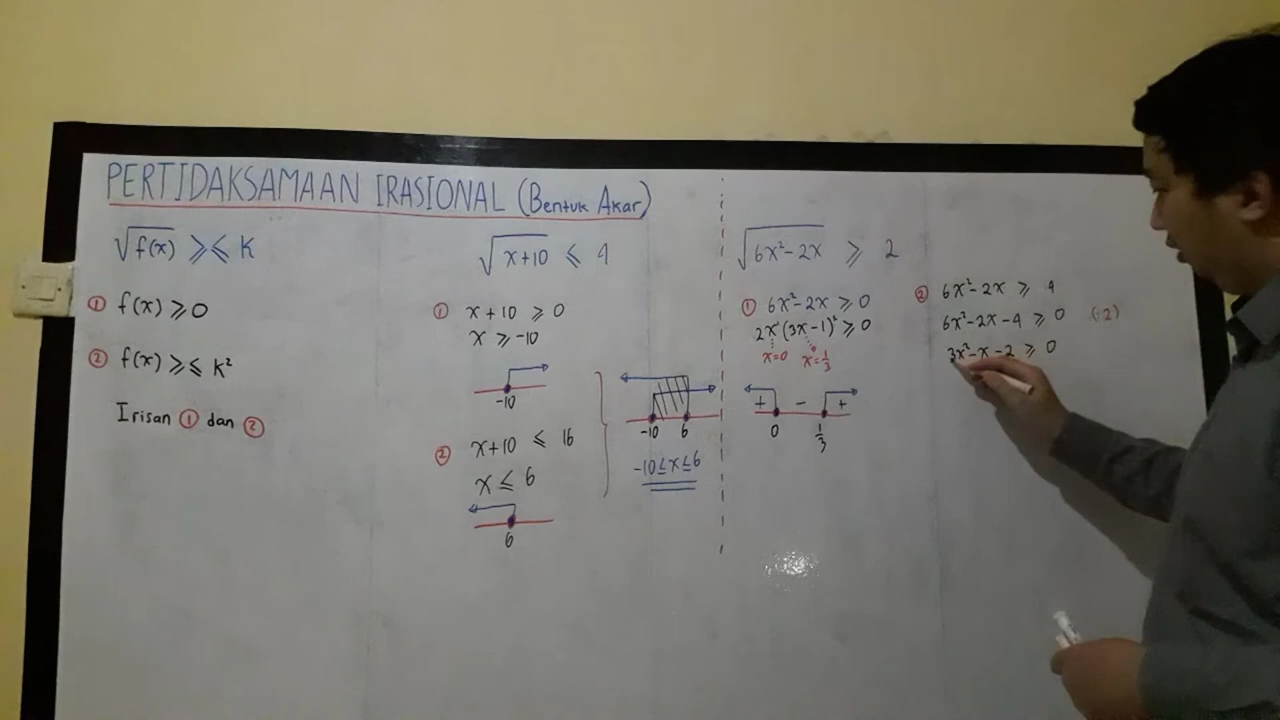 PERTIDAKSAMAAN IRASIONAL (Bentuk Akar)
√f(x) ≥≤ K
① f(x) ≥ 0
② f(x) ≥≤ K²
Irisan ① dan ②
√x+10 ≤ 4
① x + 10 ≥ 0
x ≥ -10
-10
② x+10 ≤ 16
x ≤ 6
6
-10 6
-10≤x≤6
√6x²-2x ≥ 2
① 6x²-2x ≥ 0
2x (3x-1) ≥ 0
x=0 x=1/3
+ - +
0 1/3
② 6x²-2x ≥ 4
6x²-2x-4 ≥ 0 (:2)
3x²-x-2 ≥ 0